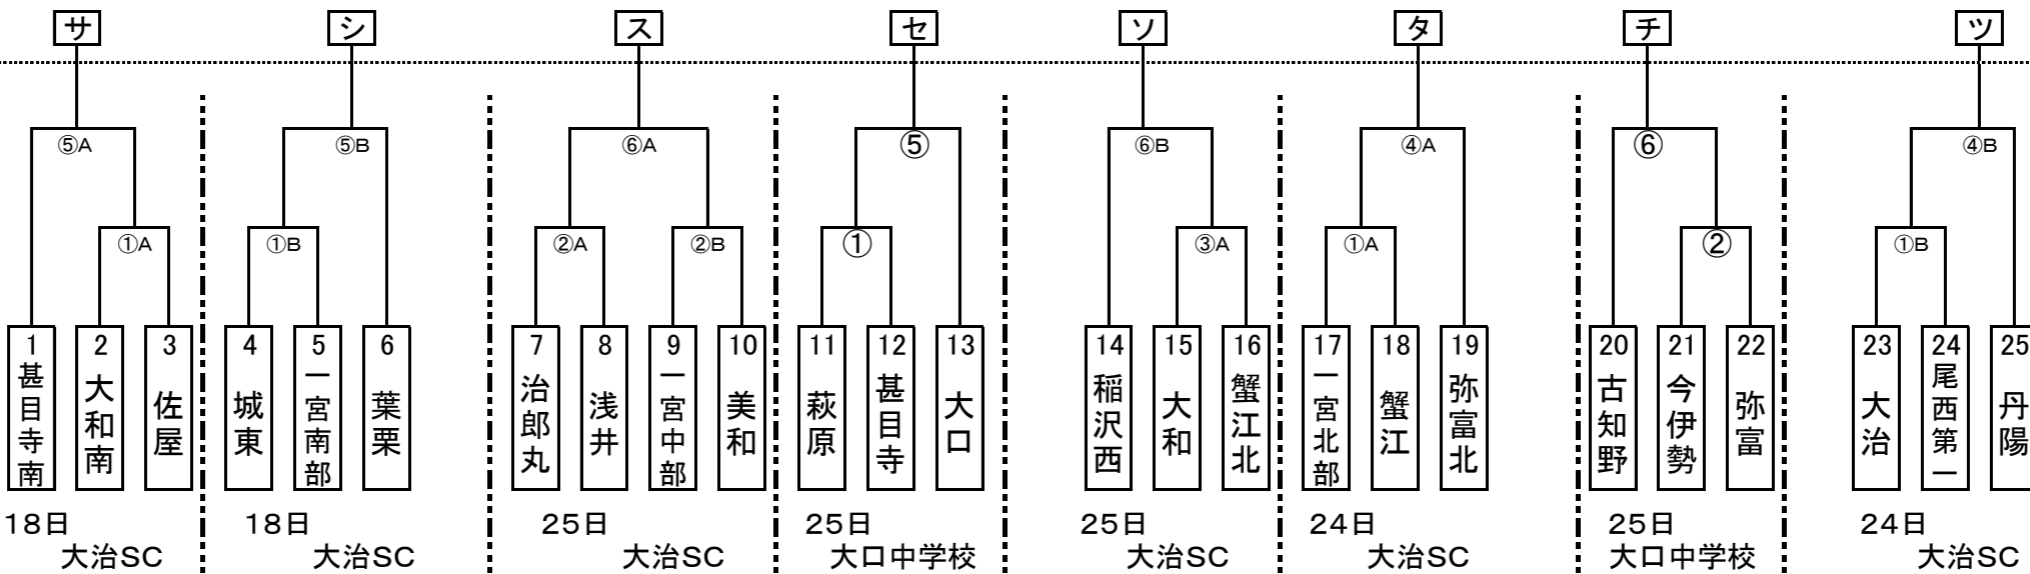 サ シ ス セ ソ タ チ ツ
⑤A ⑤B ⑥A ⑤ ⑥B ④A ⑥ ④B
①A ①B ②A ②B ① ③A ①A ② ①B
1 甚目寺南
2 大和南
3 佐屋
4 城東
5 一宮南部
6 葉栗
7 治郎丸
8 浅井
9 一宮中部
10 美和
11 萩原
12 甚目寺
13 大口
14 稲沢西
15 大和
16 蟹江北
17 一宮北部
18 蟹江
19 弥富北
20 古知野
21 今伊勢
22 弥富
23 大治
24 尾西第一
25 丹陽
18日 18日 25日 25日 25日 24日 25日 24日
大治SC 大治SC 大治SC 大口中学校 大治SC 大治SC 大口中学校 大治SC